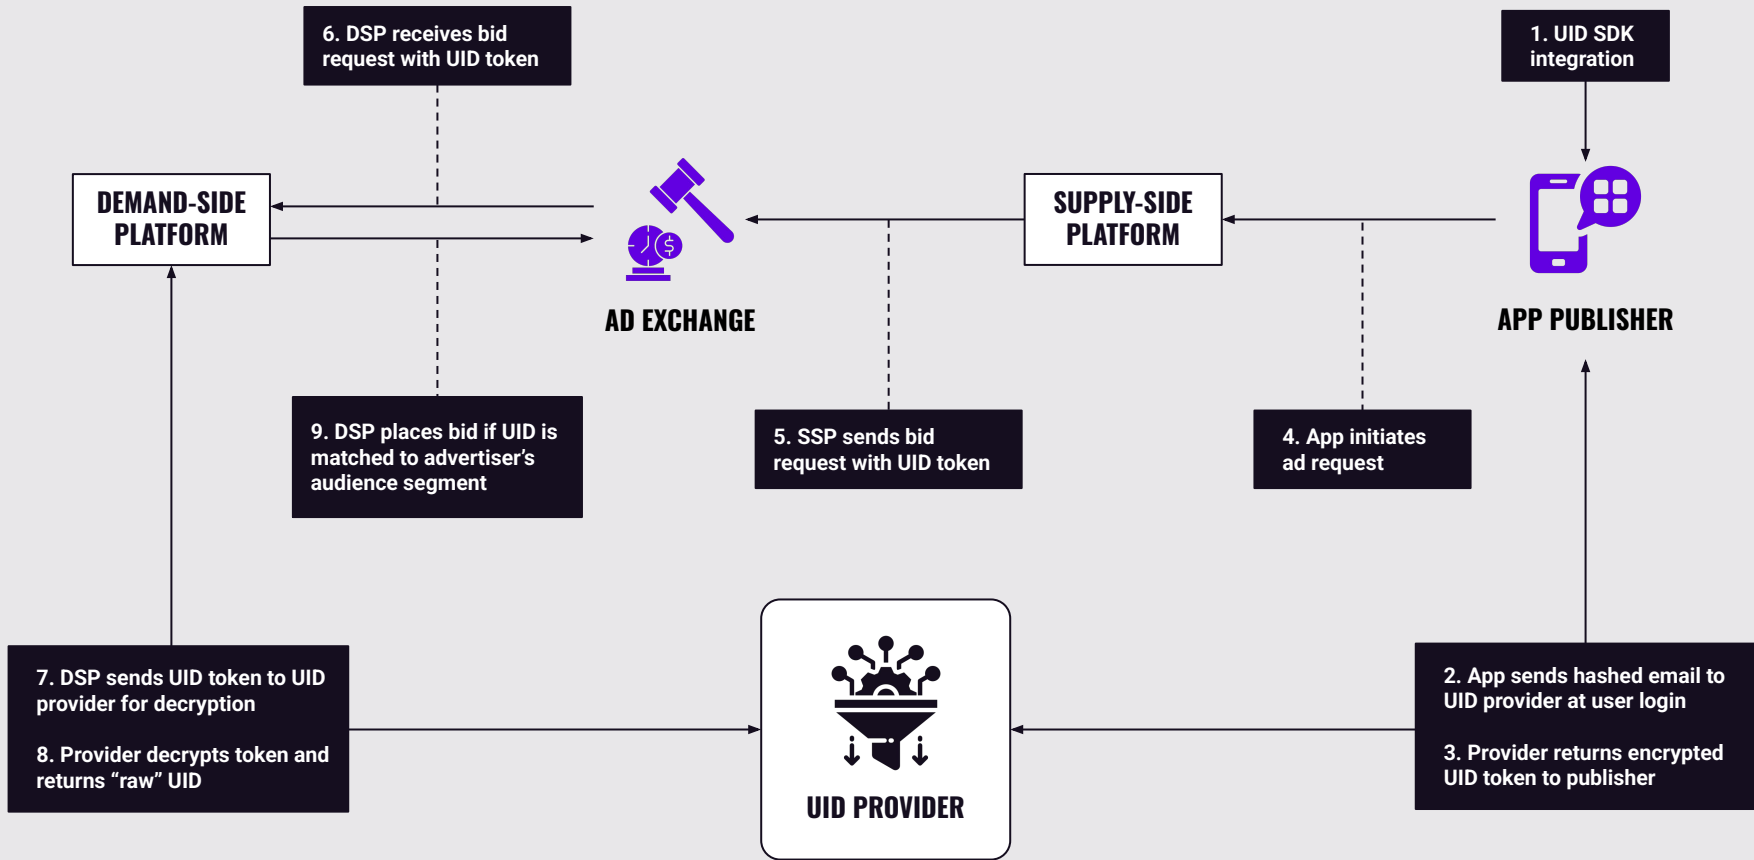 6. DSP receives bid
request with UID token
1. UID SDK
integration
DEMAND-SIDE
PLATFORM
SUPPLY-SIDE
PLATFORM
$
AD EXCHANGE
APP PUBLISHER
9. DSP places bid if UID is
matched to advertiser’s
audience segment
5. SSP sends bid
request with UID token
4. App initiates
ad request
7. DSP sends UID token to UID
provider for decryption
8. Provider decrypts token and
returns “raw” UID
UID PROVIDER
2. App sends hashed email to
UID provider at user login
3. Provider returns encrypted
UID token to publisher